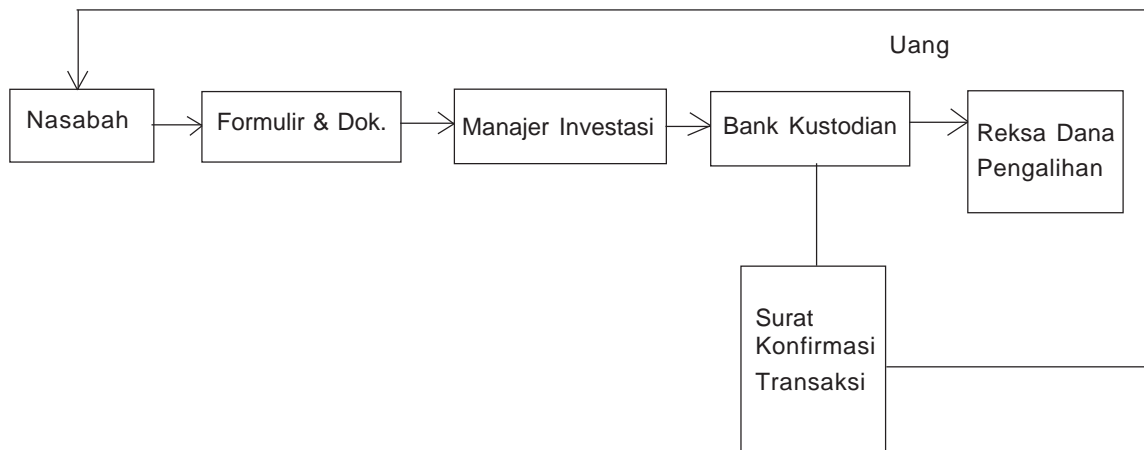 Uang
Nasabah
Formulir & Dok.
Manajer Investasi
Bank Kustodian
Reksa Dana
Pengalihan
Surat
Konfirmasi
Transaksi